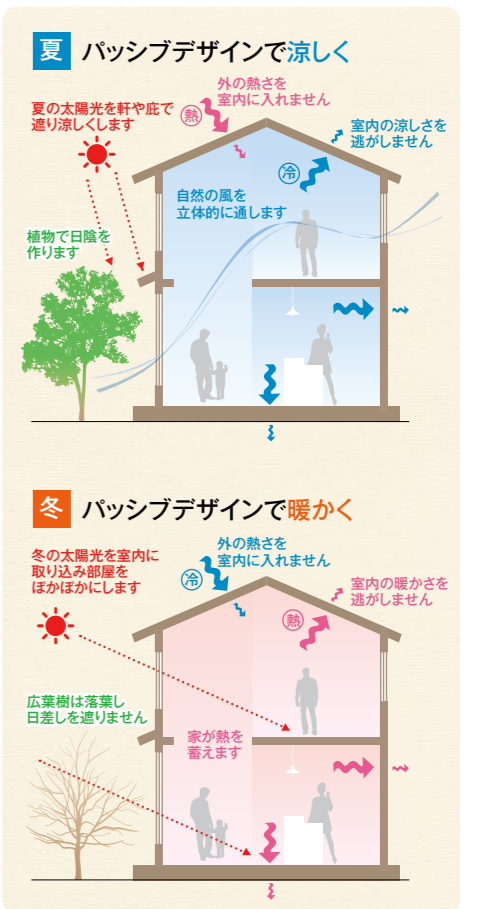 夏 パッシブデザインで涼しく
外の熱さを
室内に入れません
夏の太陽光を軒や庇で
遮り涼しくします
熱
室内の涼しさを
逃がしません
冷
自然の風を
立体的に通します
植物で日陰を
作ります
冬 パッシブデザインで暖かく
外の熱さを
室内に入れません
冬の太陽光を室内に
取り込み部屋を
ぽかぽかにします
冷
室内の暖かさを
逃がしません
熱
広葉樹は落葉し
日差しを遮りません
家が熱を
蓄えます